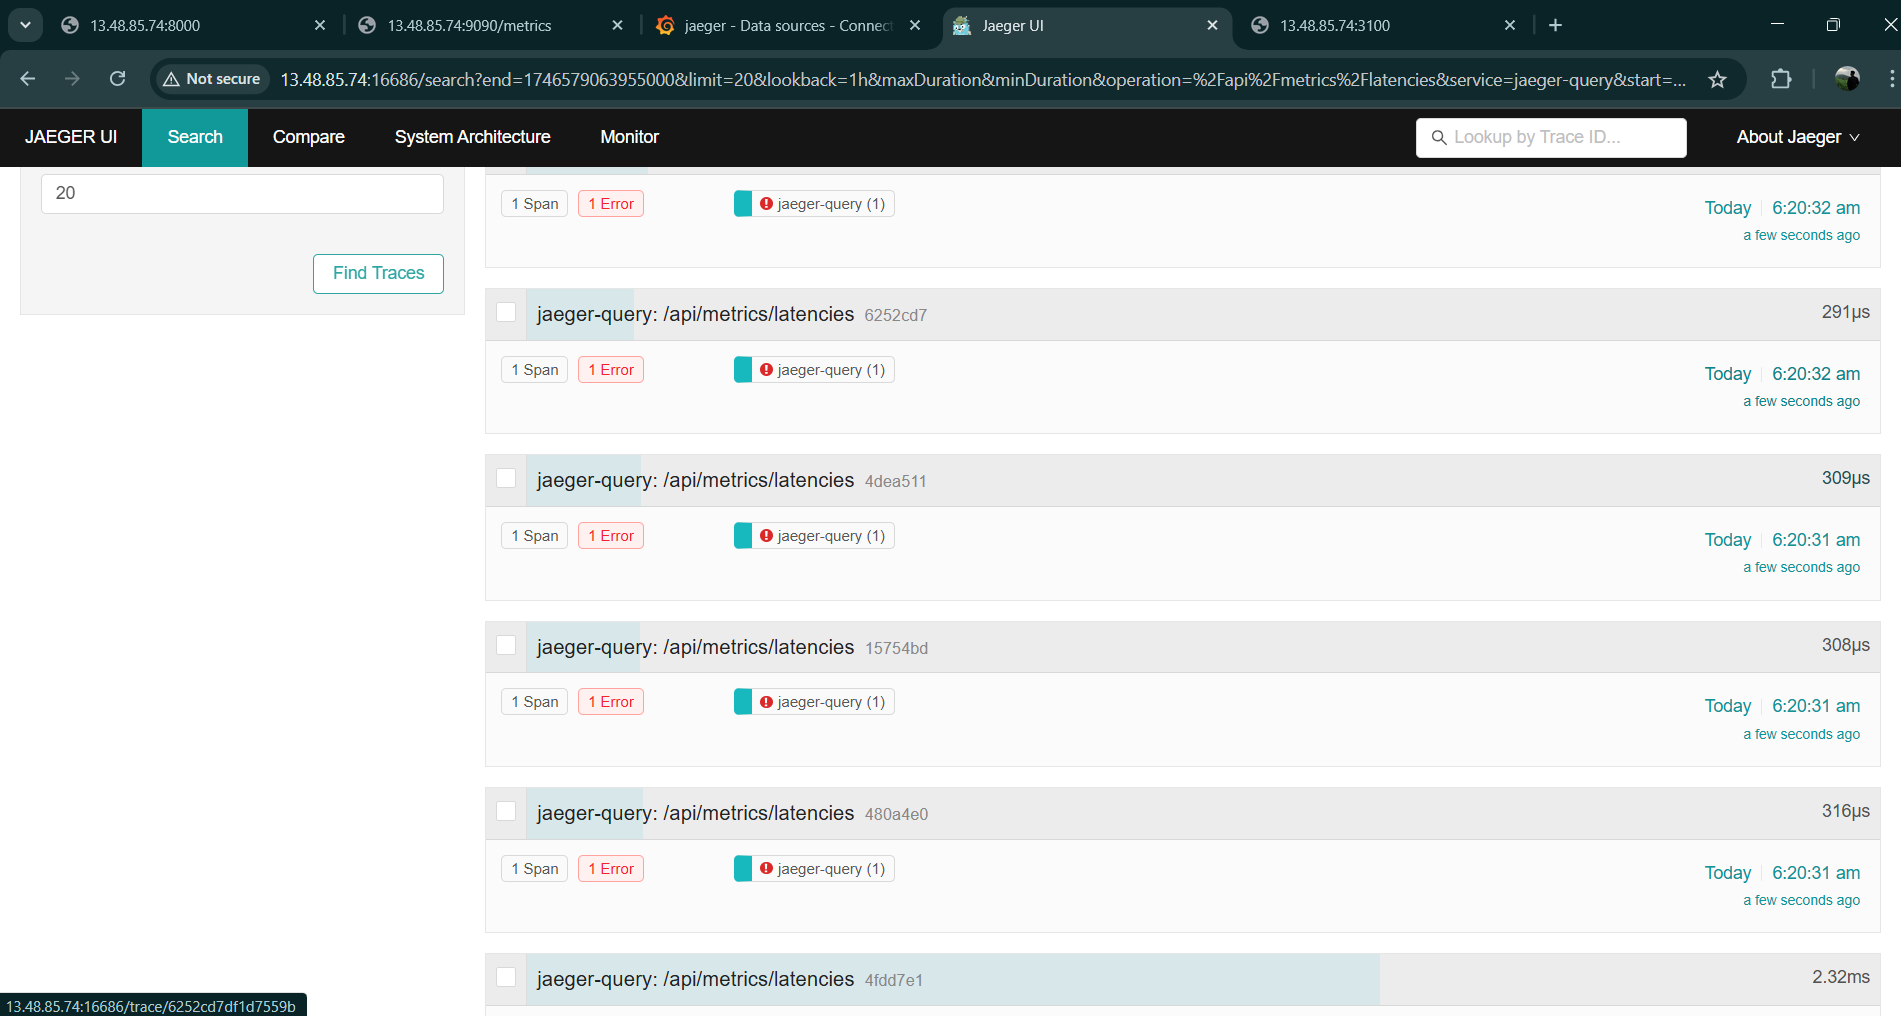 13.48.85.74:8000
13.48.85.74:9090/metrics
jaeger - Data sources - Connect
Jaeger UI
13.48.85.74:3100
Not secure
13.48.85.74:16686/search?end=1746579063955000&limit=20&lookback=1h&maxDuration&minDuration&operation=%2Fapi%2Fmetrics%2Flatencies&service=jaeger-query&start=...
JAEGER UI
Search
Compare
System Architecture
Monitor
Lookup by Trace ID...
About Jaeger
20
Find Traces
1 Span 1 Error jaeger-query (1) Today 6:20:32 am
a few seconds ago
jaeger-query: /api/metrics/latencies 6252cd7 291μs
1 Span 1 Error jaeger-query (1) Today 6:20:32 am
a few seconds ago
jaeger-query: /api/metrics/latencies 4dea511 309μs
1 Span 1 Error jaeger-query (1) Today 6:20:31 am
a few seconds ago
jaeger-query: /api/metrics/latencies 15754bd 308μs
1 Span 1 Error jaeger-query (1) Today 6:20:31 am
a few seconds ago
jaeger-query: /api/metrics/latencies 480a4e0 316μs
1 Span 1 Error jaeger-query (1) Today 6:20:31 am
a few seconds ago
jaeger-query: /api/metrics/latencies 4fdd7e1 2.32ms
13.48.85.74:16686/trace/6252cd7df1d7559b